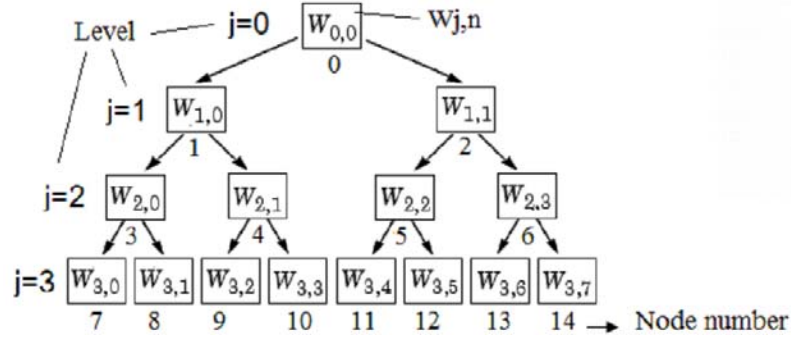 Level j=0 W0,0 Wj,n
0
j=1 W1,0 W1,1
1 2
j=2 W2,0 W2,1 W2,2 W2,3
3 4 5 6
j=3 W3,0 W3,1 W3,2 W3,3 W3,4 W3,5 W3,6 W3,7
7 8 9 10 11 12 13 14 → Node number